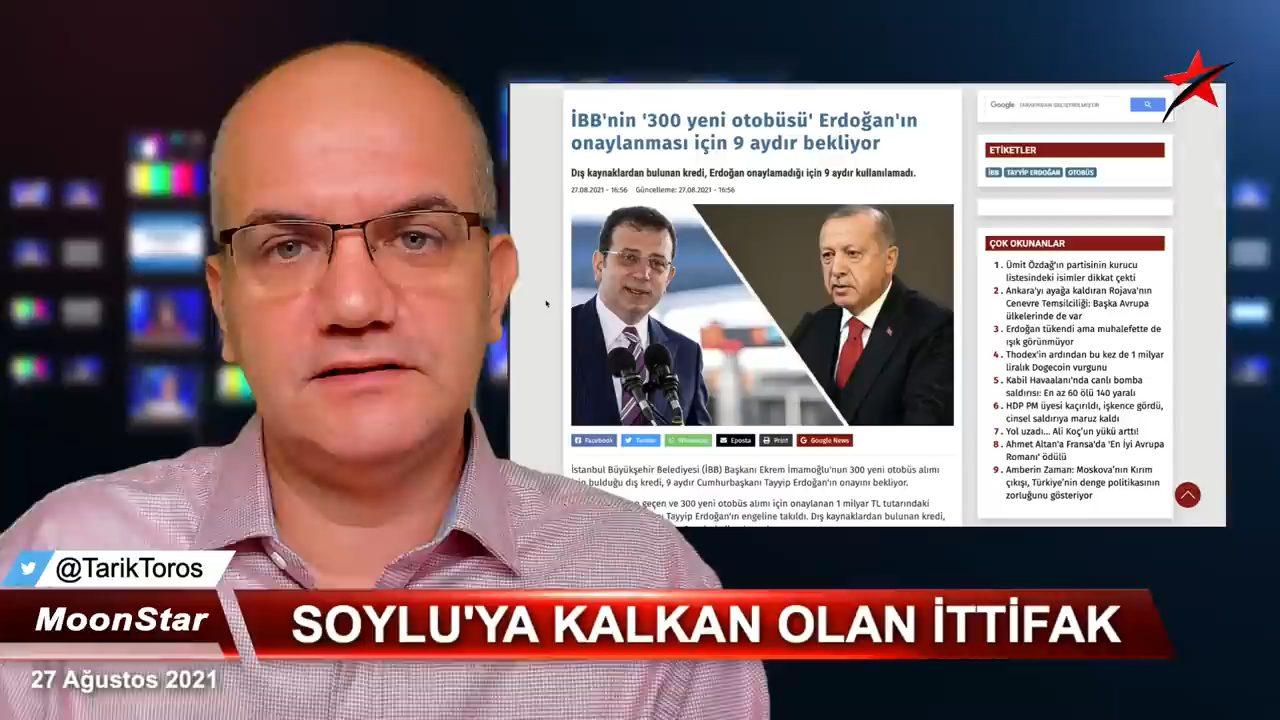 İBB'nin '300 yeni otobüsü' Erdoğan'ın
onaylanması için 9 aydır bekliyor
Dış kaynaklardan bulunan kredi, Erdoğan onaylamadığı için 9 aydır kullanılamadı.
27.08.2021 - 16:56 Güncelleme: 27.08.2021 - 16:56
Facebook
Twitter
Whatsapp
Eposta
Print
Google News
İstanbul Büyükşehir Belediyesi (İBB) Başkanı Ekrem İmamoğlu'nun 300 yeni otobüs alımı
bulduğu dış kredi, 9 aydır Cumhurbaşkanı Tayyip Erdoğan'ın onayını bekliyor.
geçen ve 300 yeni otobüs alımı için onaylanan 1 milyar TL tutarındaki
Tayyip Erdoğan'ın engeline takıldı. Dış kaynaklardan bulunan kredi,
Google
ETİKETLER
İBB
TAYYİP ERDOĞAN
OTOBÜS
ÇOK OKUNANLAR
1. Ümit Özdağ'ın partisinin kurucu
listesindeki isimler dikkat çekti
2. Ankara'yı ayağa kaldıran Rojava'nın
Cenevre Temsilciliği: Başka Avrupa
ülkelerinde de var
3. Erdoğan tükendi ama muhalefette de
ışık görünmüyor
4. Thodex'in ardından bu kez de 1 milyar
liralık Dogecoin vurgunu
5. Kabil Havaalanı'nda canlı bomba
saldırısı: En az 60 ölü 140 yaralı
6. HDP PM üyesi kaçırıldı, işkence gördü,
cinsel saldırıya maruz kaldı
7. Yol uzadı... Ali Koç'un yükü arttı!
8. Ahmet Altan'a Fransa'da 'En İyi Avrupa
Romanı' ödülü
9. Amberin Zaman: Moskova'nın Kırım
çıkışı, Türkiye'nin denge politikasının
zorluğunu gösteriyor
@TarikToros
MoonStar
SOYLU'YA KALKAN OLAN İTTİFAK
27 Ağustos 2021